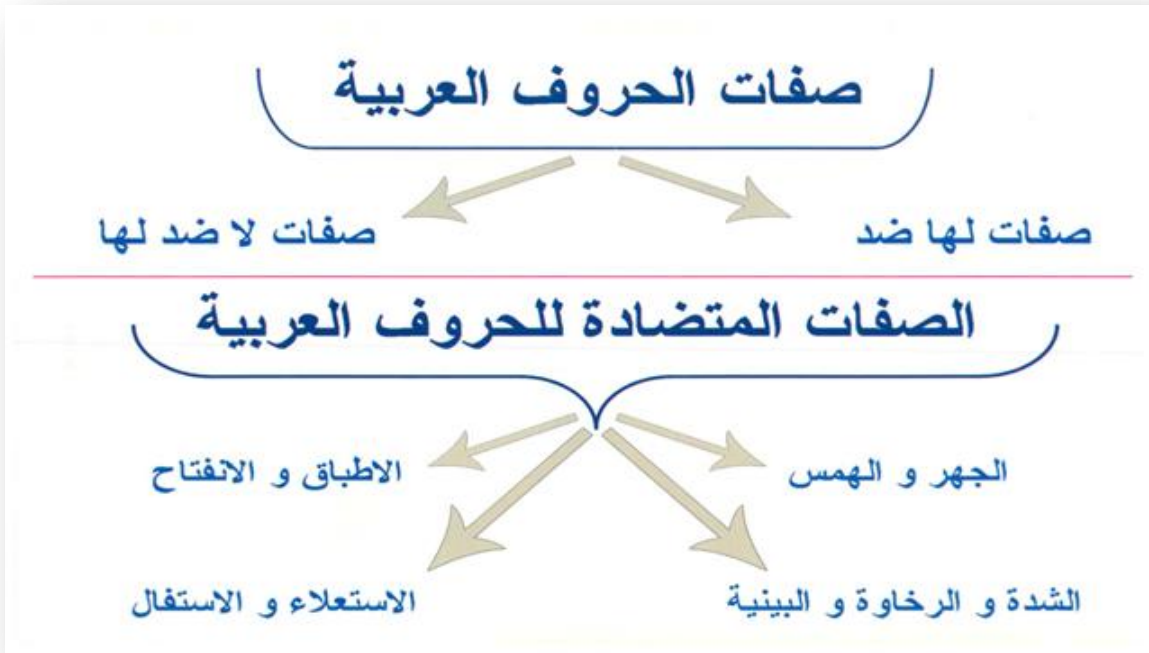 صفات الحروف العربية
صفات لها ضد
صفات لا ضد لها
الصفات المتضادة للحروف العربية
الجهر و الهمس
الاطباق و الانفتاح
الشدة و الرخاوة و البينية
الاستعلاء و الاستفال